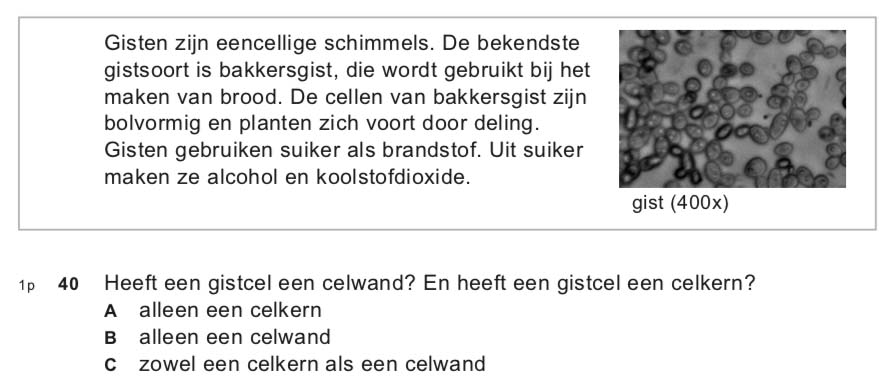 Gisten zijn eencellige schimmels. De bekendste
gistsoort is bakkersgist, die wordt gebruikt bij het
maken van brood. De cellen van bakkersgist zijn
bolvormig en planten zich voort door deling.
Gisten gebruiken suiker als brandstof. Uit suiker
maken ze alcohol en koolstofdioxide.
gist (400x)
1p 40 Heeft een gistcel een celwand? En heeft een gistcel een celkern?
A alleen een celkern
B alleen een celwand
C zowel een celkern als een celwand